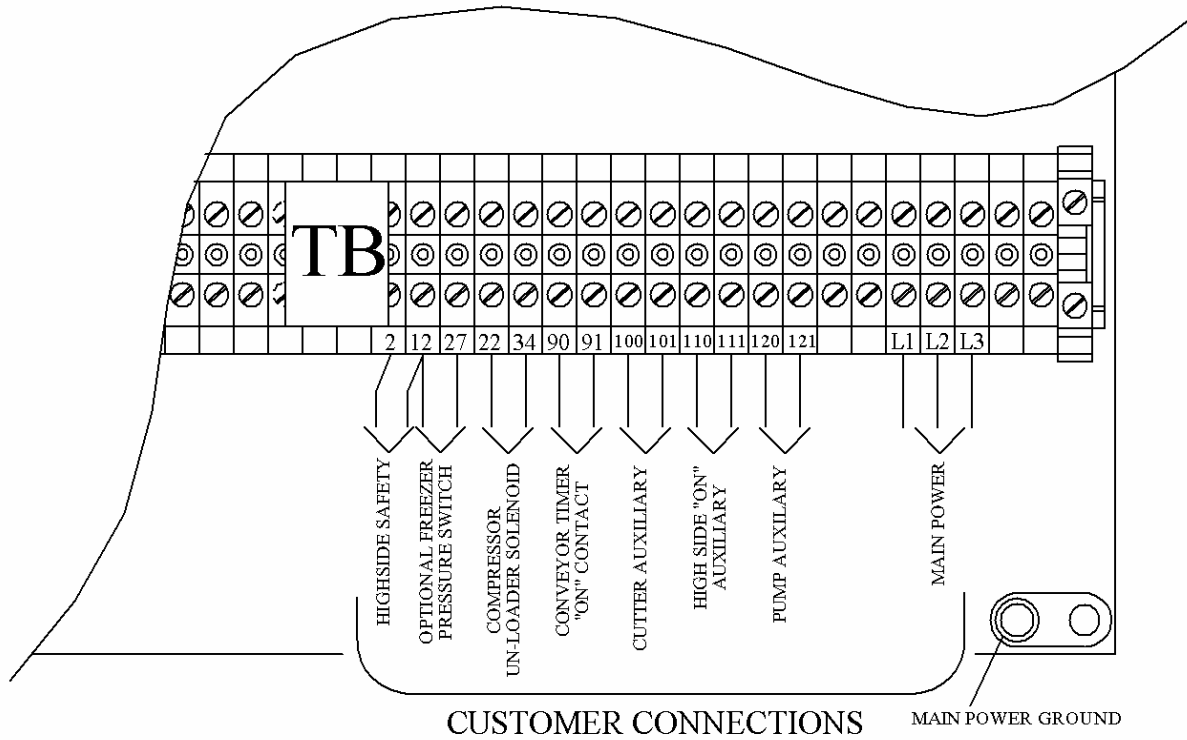 TB
2 12 27 22 34 90 91 100 101 110 111 120 121 L1 L2 L3
HIGHSIDE SAFETY
OPTIONAL FREEZER
PRESSURE SWITCH
COMPRESSOR
UN-LOADER SOLENOID
CONVEYOR TIMER
"ON" CONTACT
CUTTER AUXILIARY
HIGH SIDE "ON"
AUXILIARY
PUMP AUXILARY
MAIN POWER
CUSTOMER CONNECTIONS
MAIN POWER GROUND